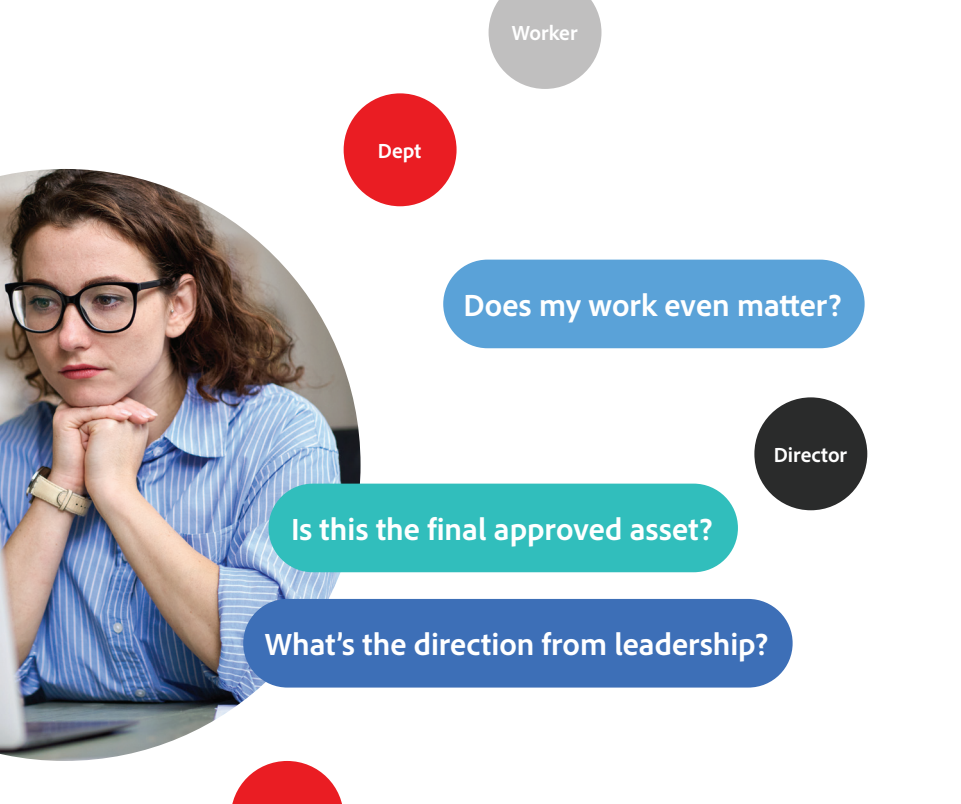 Worker
Dept
Does my work even matter?
Director
Is this the final approved asset?
What's the direction from leadership?